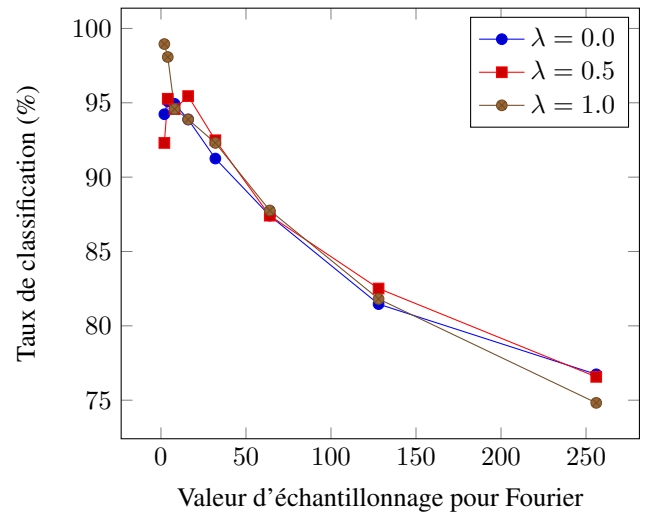 100
95
90
85
80
75
0
50
100
150
200
250
Taux de classification (%)
Valeur d'échantillonnage pour Fourier
λ = 0.0
λ = 0.5
λ = 1.0